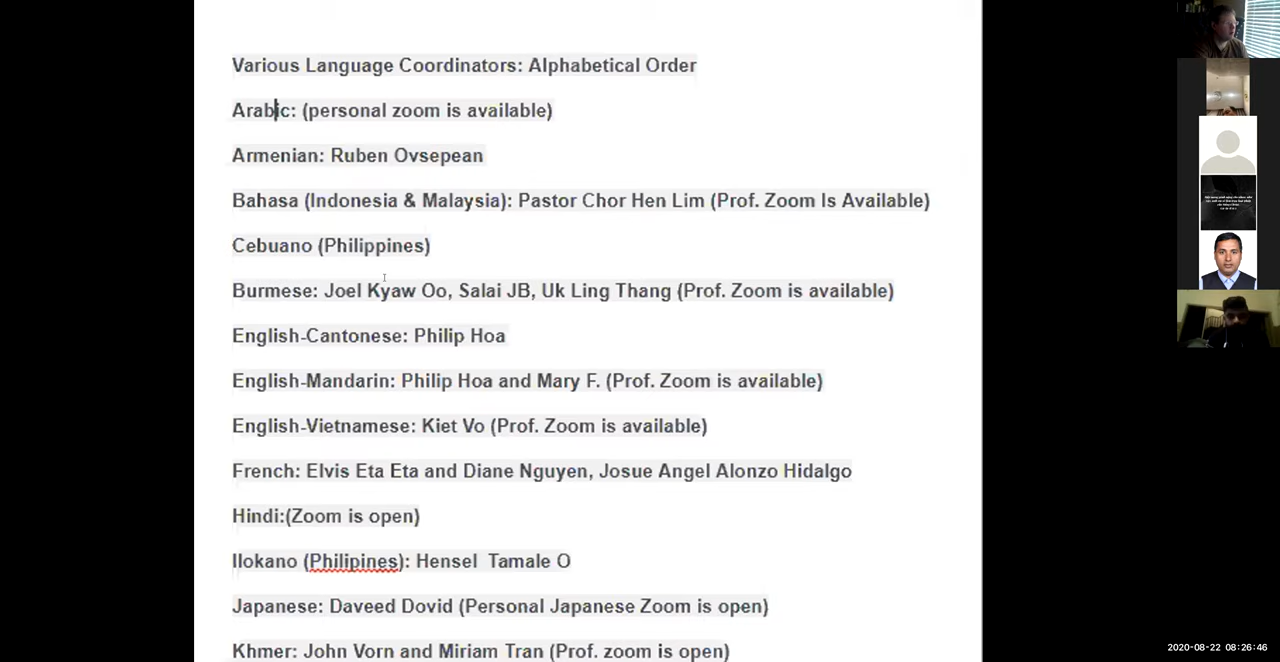 Various Language Coordinators: Alphabetical Order
Arabic: (personal zoom is available)
Armenian: Ruben Ovsepean
Bahasa (Indonesia & Malaysia): Pastor Chor Hen Lim (Prof. Zoom Is Available)
Cebuano (Philippines)
Burmese: Joel Kyaw Oo, Salai JB, Uk Ling Thang (Prof. Zoom is available)
English-Cantonese: Philip Hoa
English-Mandarin: Philip Hoa and Mary F. (Prof. Zoom is available)
English-Vietnamese: Kiet Vo (Prof. Zoom is available)
French: Elvis Eta Eta and Diane Nguyen, Josue Angel Alonzo Hidalgo
Hindi:(Zoom is open)
Ilokano (Philipines): Hensel  Tamale O
Japanese: Daveed Dovid (Personal Japanese Zoom is open)
Khmer: John Vorn and Miriam Tran (Prof. zoom is open)
2020-08-22 08:26:46